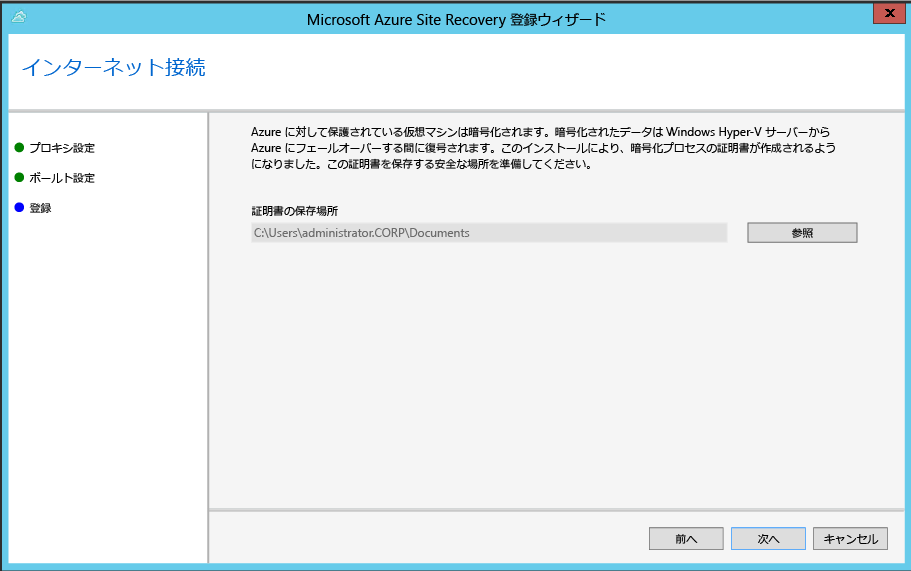 Microsoft Azure Site Recovery 登録ウィザード
インターネット接続
プロキシ設定
ボールト設定
登録
Azure に対して保護されている仮想マシンは暗号化されます。暗号化されたデータは Windows Hyper-V サーバーから
Azure にフェールオーバーする間に復号されます。このインストールにより、暗号化プロセスの証明書が作成されるよう
になりました。この証明書を保存する安全な場所を準備してください。
証明書の保存場所
C:\Users\administrator.CORP\Documents
参照
前へ
次へ
キャンセル